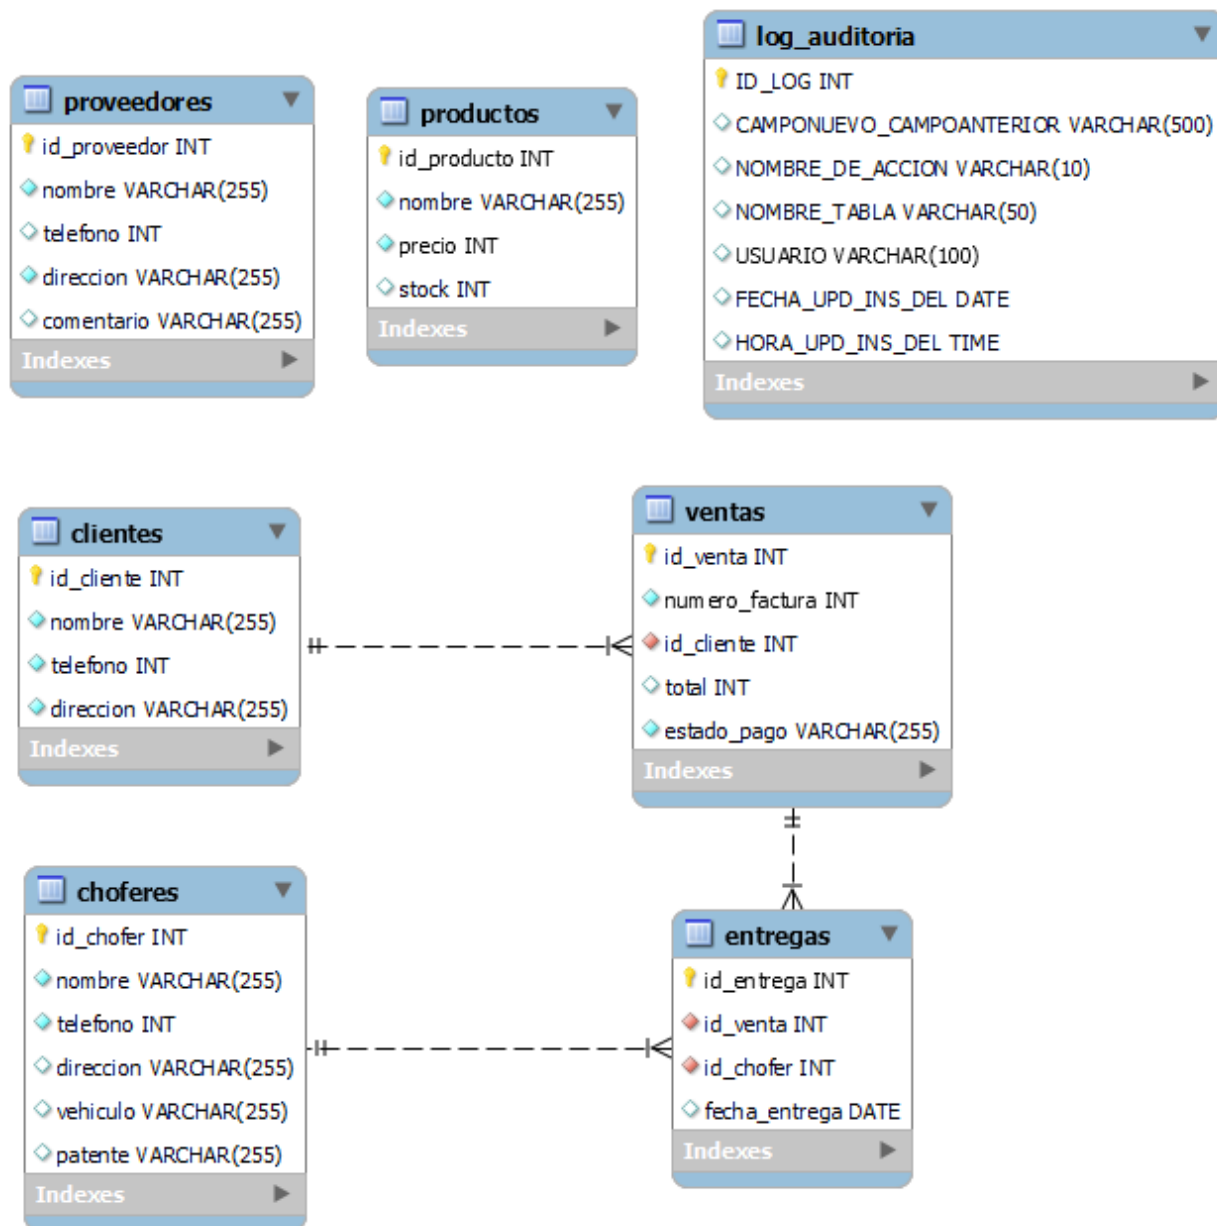 proveedores
id_proveedor INT
nombre VARCHAR(255)
telefono INT
direccion VARCHAR(255)
comentario VARCHAR(255)
Indexes
productos
id_producto INT
nombre VARCHAR(255)
precio INT
stock INT
Indexes
log_auditoria
ID_LOG INT
CAMPONUEVO_CAMPOANTERIOR VARCHAR(500)
NOMBRE_DE_ACCION VARCHAR(10)
NOMBRE_TABLA VARCHAR(50)
USUARIO VARCHAR(100)
FECHA_UPD_INS_DEL DATE
HORA_UPD_INS_DEL TIME
Indexes
clientes
id_cliente INT
nombre VARCHAR(255)
telefono INT
direccion VARCHAR(255)
Indexes
ventas
id_venta INT
numero_factura INT
id_cliente INT
total INT
estado_pago VARCHAR(255)
Indexes
choferes
id_chofer INT
nombre VARCHAR(255)
telefono INT
direccion VARCHAR(255)
vehiculo VARCHAR(255)
patente VARCHAR(255)
Indexes
entregas
id_entrega INT
id_venta INT
id_chofer INT
fecha_entrega DATE
Indexes